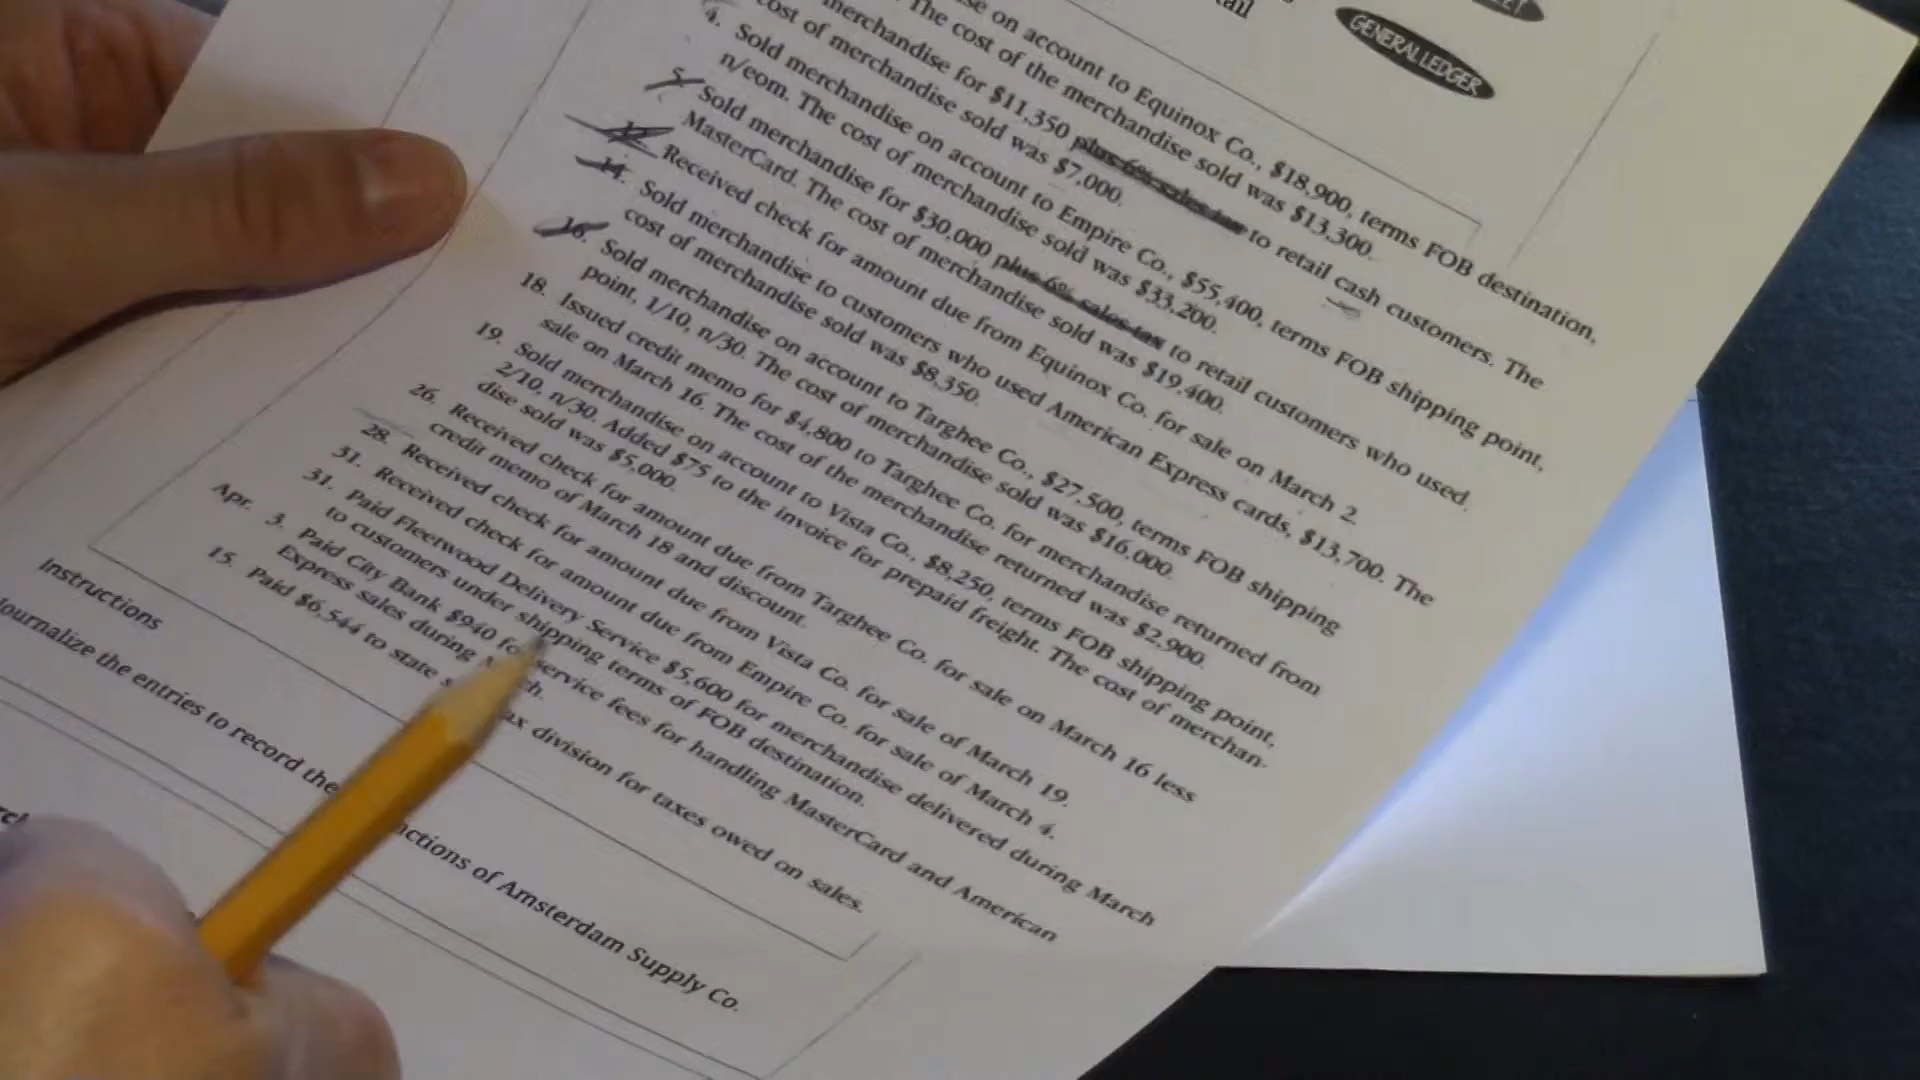 GENERAL LEDGER
se on account to Equinox Co., $18,900, terms FOB destination,
The cost of the merchandise sold was $13,300.
merchandise for $11,350 plus 6% sales tax to retail cash customers. The
cost of merchandise sold was $7,000.
4. Sold merchandise on account to Empire Co., $55,400, terms FOB shipping point,
n/eom. The cost of merchandise sold was $33,200.
5. Sold merchandise for $30,000 plus 6% sales tax to retail customers who used
MasterCard. The cost of merchandise sold was $19,400.
12. Received check for amount due from Equinox Co. for sale on March 2.
14. Sold merchandise to customers who used American Express cards, $13,700. The
cost of merchandise sold was $8,350.
16. Sold merchandise on account to Targhee Co., $27,500, terms FOB shipping
point, 1/10, n/30. The cost of merchandise sold was $16,000.
18. Issued credit memo for $4,800 to Targhee Co. for merchandise returned from
sale on March 16. The cost of the merchandise returned was $2,900.
19. Sold merchandise on account to Vista Co., $8,250, terms FOB shipping point,
2/10, n/30. Added $75 to the invoice for prepaid freight. The cost of merchan-
dise sold was $5,000.
26. Received check for amount due from Targhee Co. for sale on March 16 less
credit memo of March 18 and discount.
28. Received check for amount due from Vista Co. for sale of March 19.
31. Received check for amount due from Empire Co. for sale of March 4.
31. Paid Fleetwood Delivery Service $5,600 for merchandise delivered during March
to customers under shipping terms of FOB destination.
Apr. 3. Paid City Bank $940 for service fees for handling MasterCard and American
Express sales during
15. Paid $6,544 to state tax division for taxes owed on sales.
Instructions
Journalize the entries to record the actions of Amsterdam Supply Co.